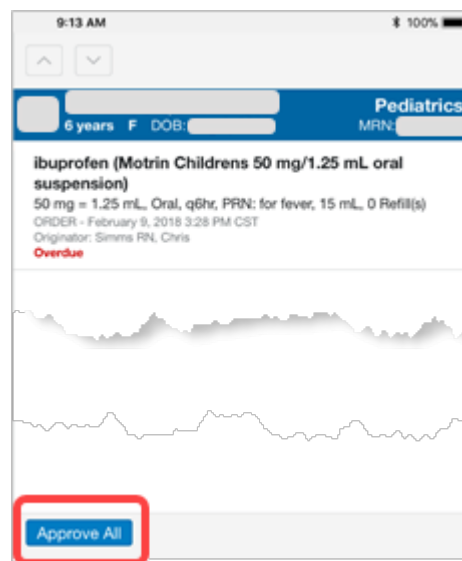 9:13 AM 100%
Pediatrics
6 years F DOB: MRN:
ibuprofen (Motrin Childrens 50 mg/1.25 mL oral
suspension)
50 mg = 1.25 mL, Oral, q6hr, PRN: for fever, 15 mL, 0 Refill(s)
ORDER - February 9, 2018 3:28 PM CST
Originator: Simms RN, Chris
Overdue
Approve All